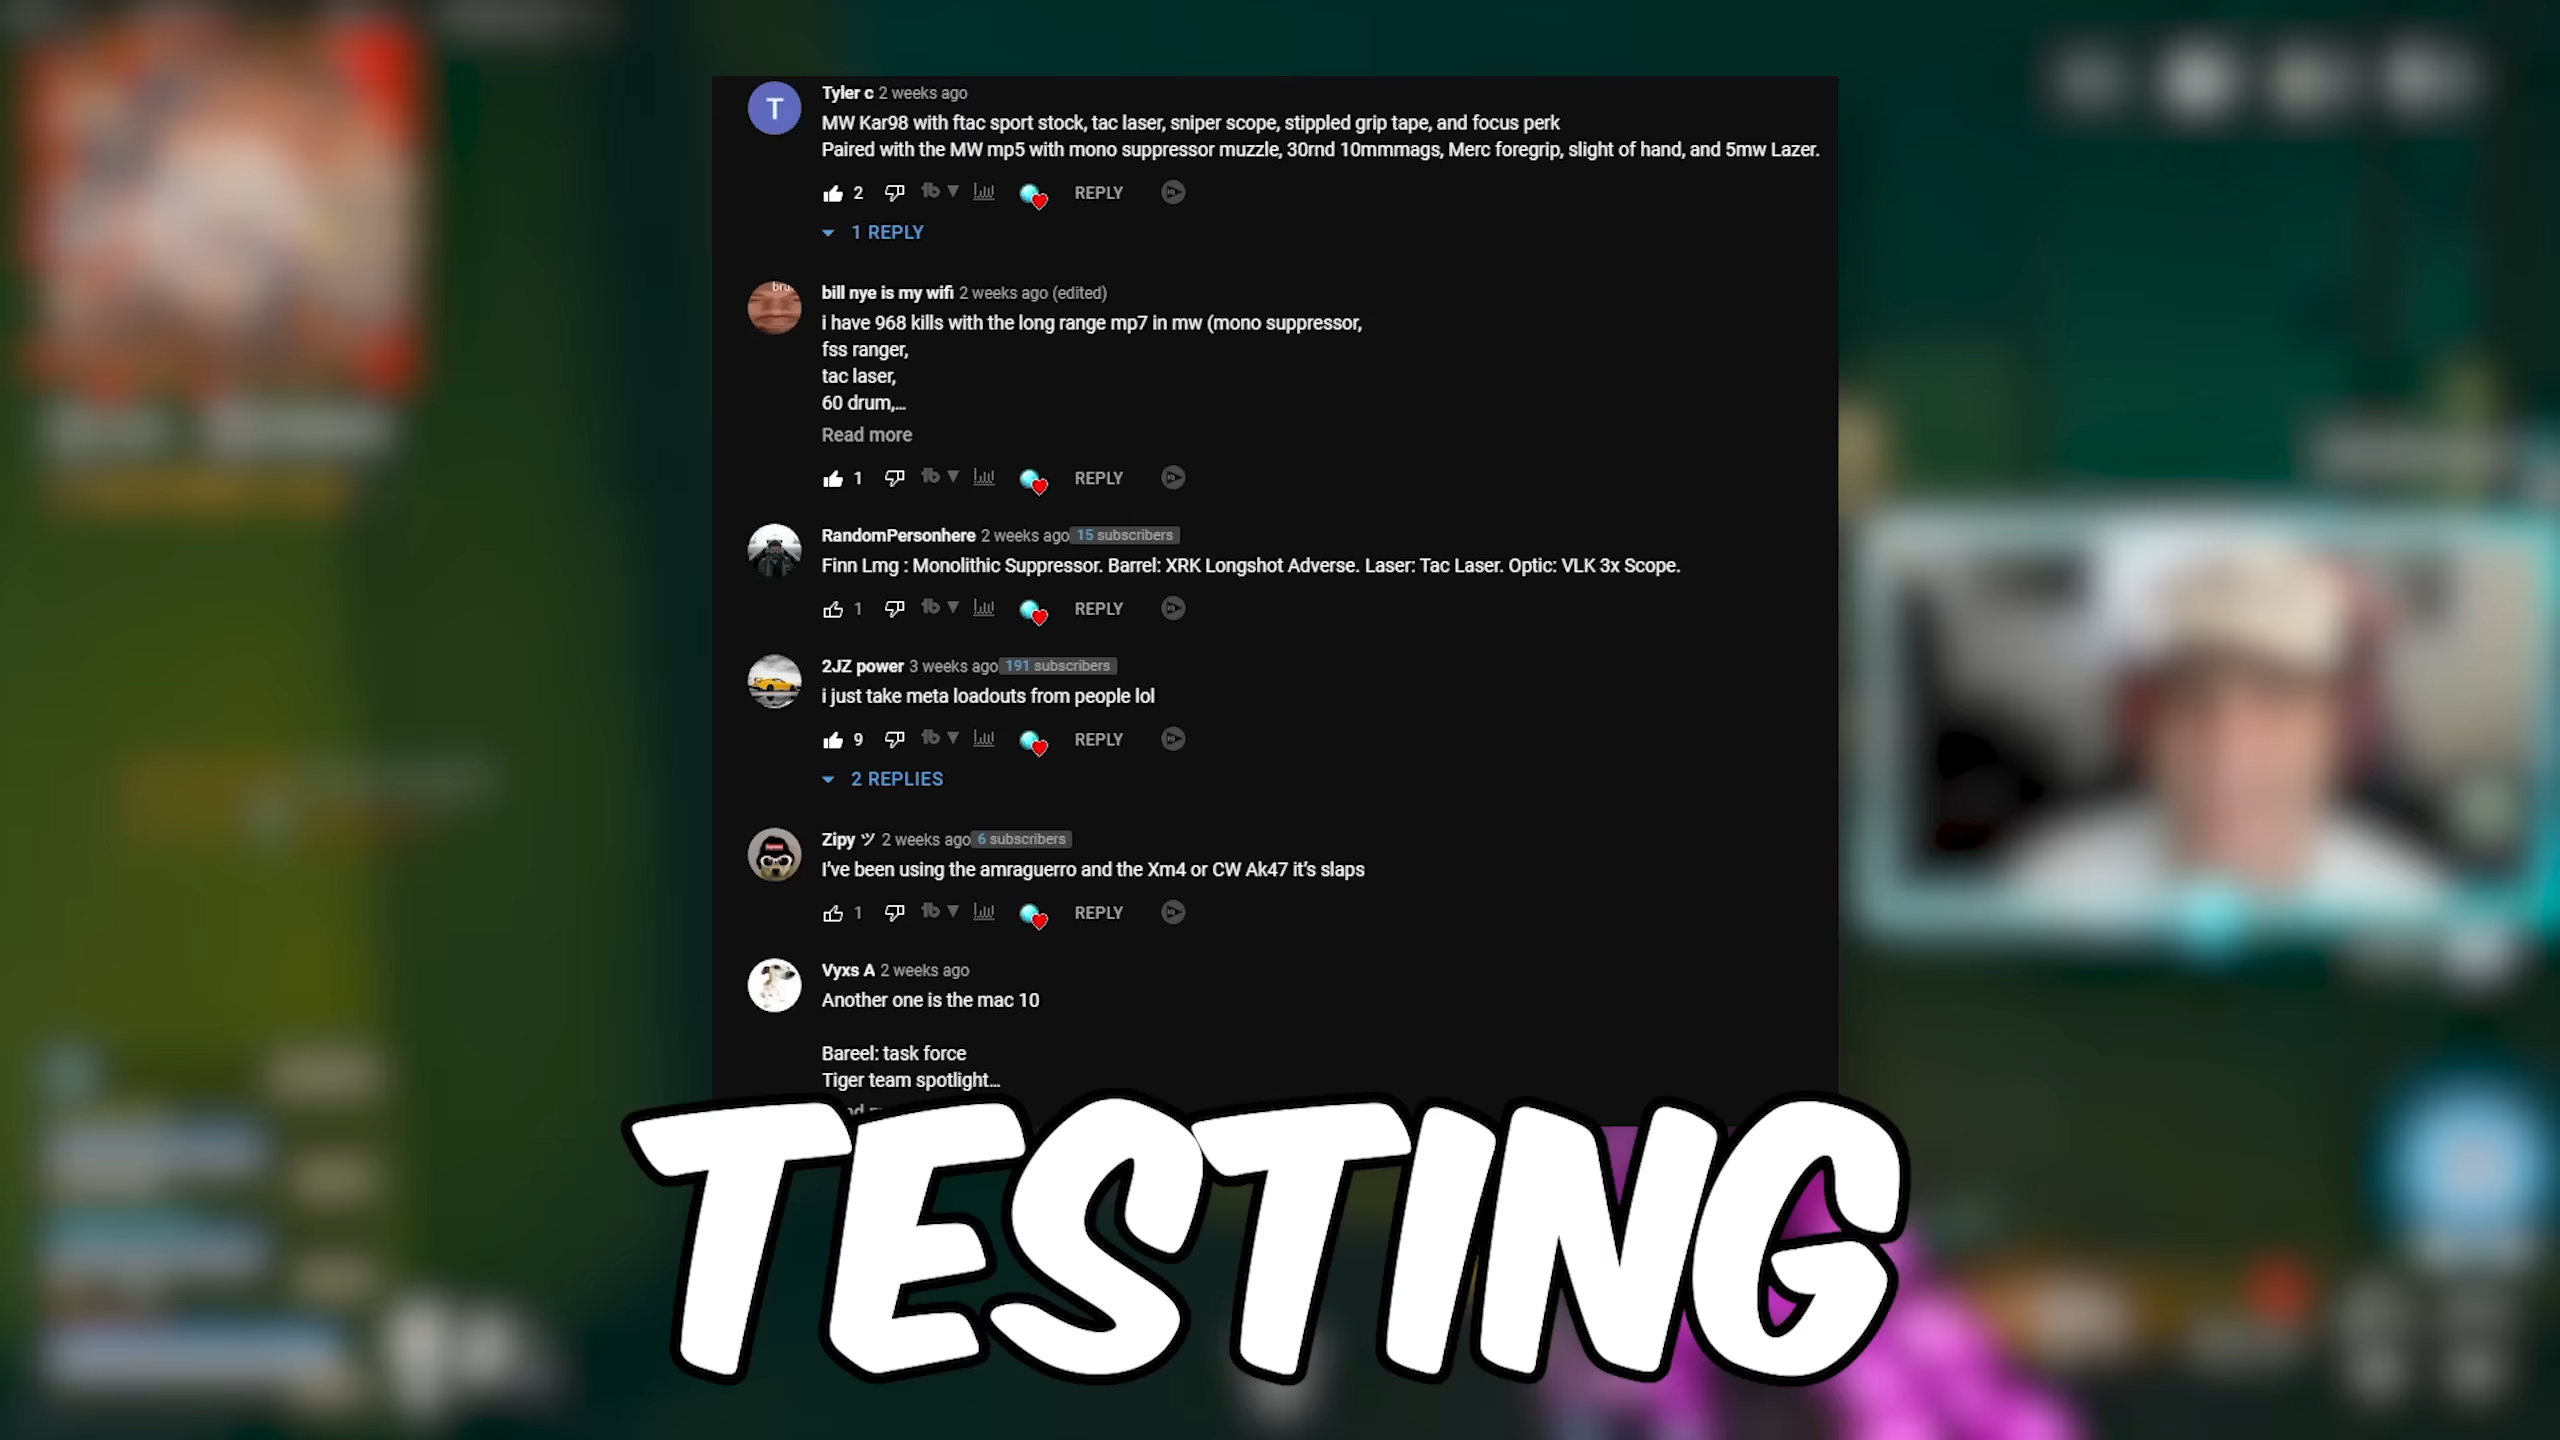 T
Tyler c 2 weeks ago
MW Kar98 with ftac sport stock, tac laser, sniper scope, stippled grip tape, and focus perk
Paired with the MW mp5 with mono suppressor muzzle, 30rnd 10mmmags, Merc foregrip, slight of hand, and 5mw Lazer.
2 tb REPLY
1 REPLY
bru
bill nye is my wifi 2 weeks ago (edited)
i have 968 kills with the long range mp7 in mw (mono suppressor,
fss ranger,
tac laser,
60 drum,...
Read more
1 tb REPLY
RandomPersonhere 2 weeks ago 15 subscribers
Finn Lmg : Monolithic Suppressor. Barrel: XRK Longshot Adverse. Laser: Tac Laser. Optic: VLK 3x Scope.
1 tb REPLY
2JZ power 3 weeks ago 191 subscribers
i just take meta loadouts from people lol
9 tb REPLY
2 REPLIES
Zipy ツ 2 weeks ago 6 subscribers
I've been using the amraguerro and the Xm4 or CW Ak47 it's slaps
1 tb REPLY
Vyxs A 2 weeks ago
Another one is the mac 10
Bareel: task force
Tiger team spotlight...
TESTING